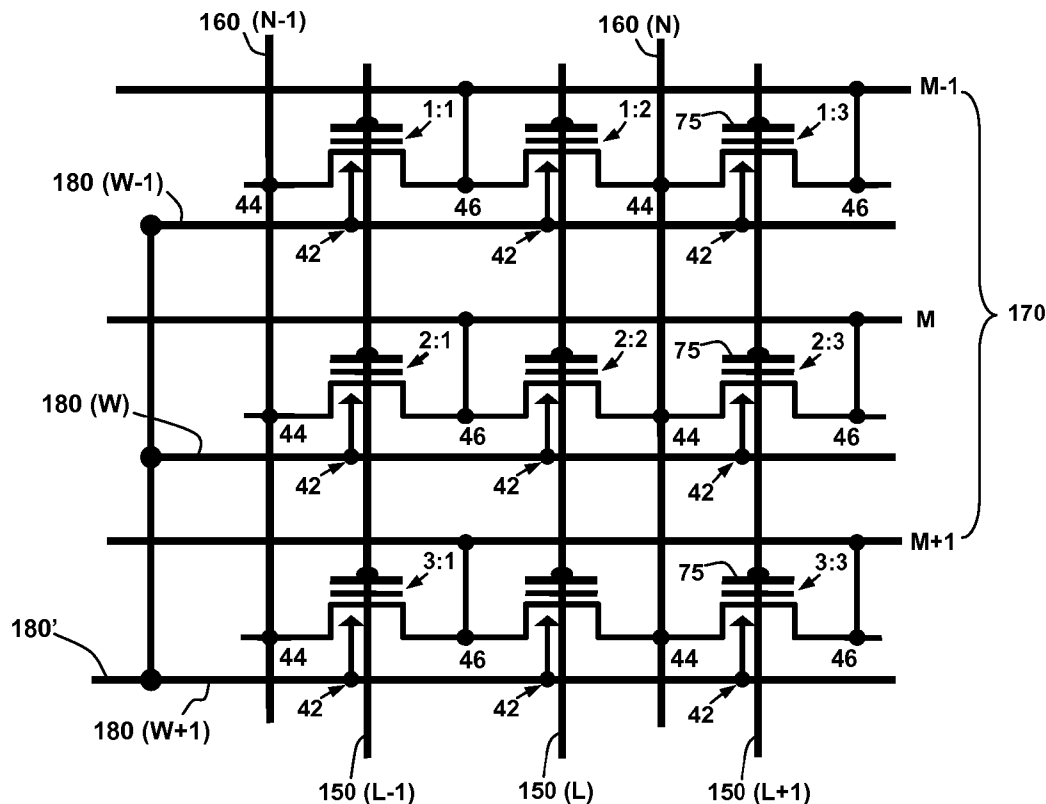 160 (N-1) 160 (N)
M-1
1:1 1:2 75 1:3
180 (W-1) 44 46 44 46
42 42 42
M 170
2:1 2:2 75 2:3
180 (W) 44 46 44 46
42 42 42
M+1
3:1 75 3:3
180’ 44 46 44 46
180 (W+1) 42 42 42
150 (L-1) 150 (L) 150 (L+1)